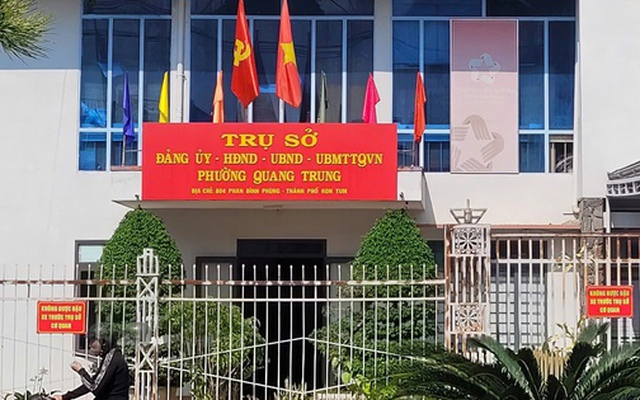 TRỤ SỞ
ĐẢNG ỦY - HĐND - UBND - UBMTTQVN
PHƯỜNG QUANG TRUNG
ĐỊA CHỈ: 804 PHAN ĐÌNH PHÙNG - THÀNH PHỐ KON TUM
KHÔNG ĐƯỢC ĐẬU
XE TRƯỚC TRỤ SỞ
CƠ QUAN
KHÔNG ĐƯỢC ĐẬU
XE TRƯỚC TRỤ SỞ
CƠ QUAN